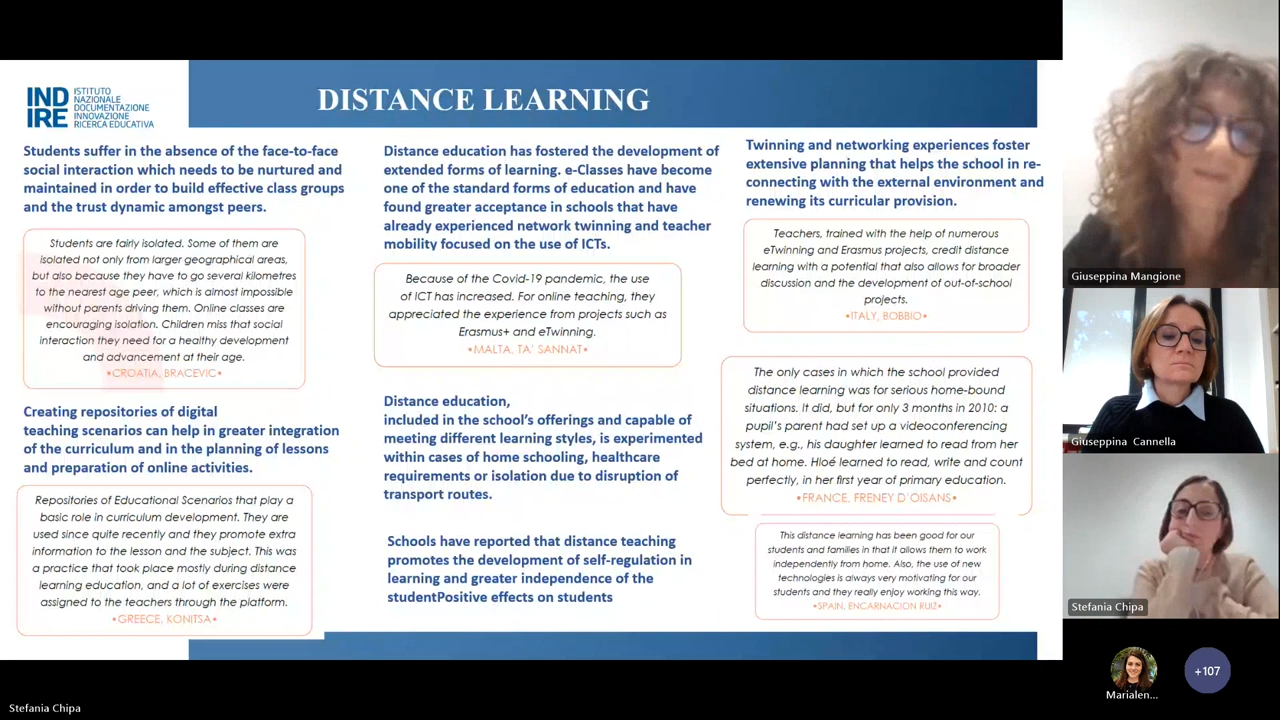 IND
IRE
ISTITUTO
NAZIONALE
DOCUMENTAZIONE
INNOVAZIONE
RICERCA EDUCATIVA
DISTANCE LEARNING
Students suffer in the absence of the face-to-face
social interaction which needs to be nurtured and
maintained in order to build effective class groups
and the trust dynamic amongst peers.
Students are fairly isolated. Some of them are
isolated not only from larger geographical areas,
but also because they have to go several kilometres
to the nearest age peer, which is almost impossible
without parents driving them. Online classes are
encouraging isolation. Children miss that social
interaction they need for a healthy development
and advancement at their age.
•CROATIA, BRACEVIC•
Creating repositories of digital
teaching scenarios can help in greater integration
of the curriculum and in the planning of lessons
and preparation of online activities.
Repositories of Educational Scenarios that play a
basic role in curriculum development. They are
used since quite recently and they promote extra
information to the lesson and the subject. This was
a practice that took place mostly during distance
learning education, and a lot of exercises were
assigned to the teachers through the platform.
•GREECE, KONITSA•
Distance education has fostered the development of
extended forms of learning. e-Classes have become
one of the standard forms of education and have
found greater acceptance in schools that have
already experienced network twinning and teacher
mobility focused on the use of ICTs.
Because of the Covid-19 pandemic, the use
of ICT has increased. For online teaching, they
appreciated the experience from projects such as
Erasmus+ and eTwinning.
•MALTA, TA' SANNAT•
Distance education,
included in the school's offerings and capable of
meeting different learning styles, is experimented
within cases of home schooling, healthcare
requirements or isolation due to disruption of
transport routes.
Schools have reported that distance teaching
promotes the development of self-regulation in
learning and greater independence of the
studentPositive effects on students
Twinning and networking experiences foster
extensive planning that helps the school in re-
connecting with the external environment and
renewing its curricular provision.
Teachers, trained with the help of numerous
eTwinning and Erasmus projects, credit distance
learning with a potential that also allows for broader
discussion and the development of out-of-school
projects.
•ITALY, BOBBIO•
The only cases in which the school provided
distance learning was for serious home-bound
situations. It did, but for only 3 months in 2010: a
pupil's parent had set up a videoconferencing
system, e.g., his daughter learned to read from her
bed at home. Hloé learned to read, write and count
perfectly, in her first year of primary education.
•FRANCE, FRENEY D'OISANS•
This distance learning has been good for our
students and families in that it allows them to work
independently from home. Also, the use of new
technologies is always very motivating for our
students and they really enjoy working this way.
•SPAIN, ENCARNACION RUIZ•
Giuseppina Mangione
Giuseppina Cannella
Stefania Chipa
Marialen...
+107
Stefania Chipa